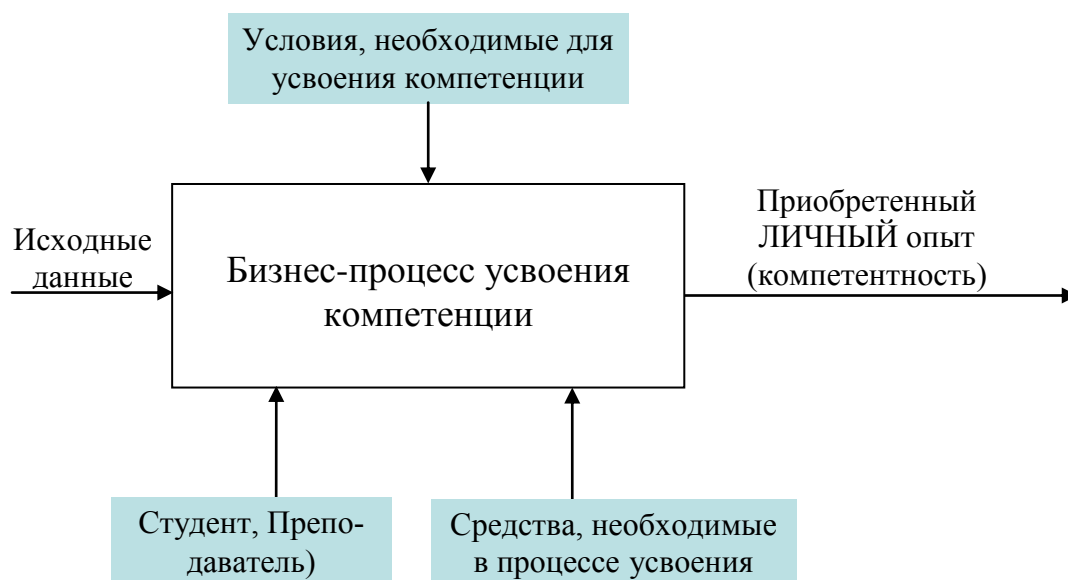 Условия, необходимые для
усвоения компетенции
Исходные
данные
Бизнес-процесс усвоения
компетенции
Приобретенный
ЛИЧНЫЙ опыт
(компетентность)
Студент, Препо-
даватель)
Средства, необходимые
в процессе усвоения